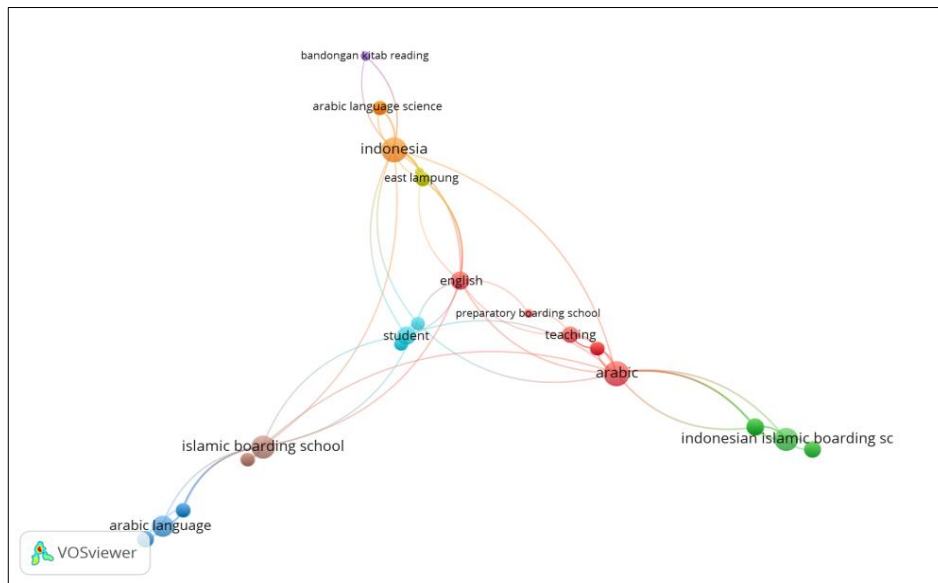 bandongan kitab reading
arabic language science
indonesia
east lampung
english
preparatory boarding school
student
teaching
arabic
islamic boarding school
indonesian islamic boarding sc
arabic language
VOSviewer